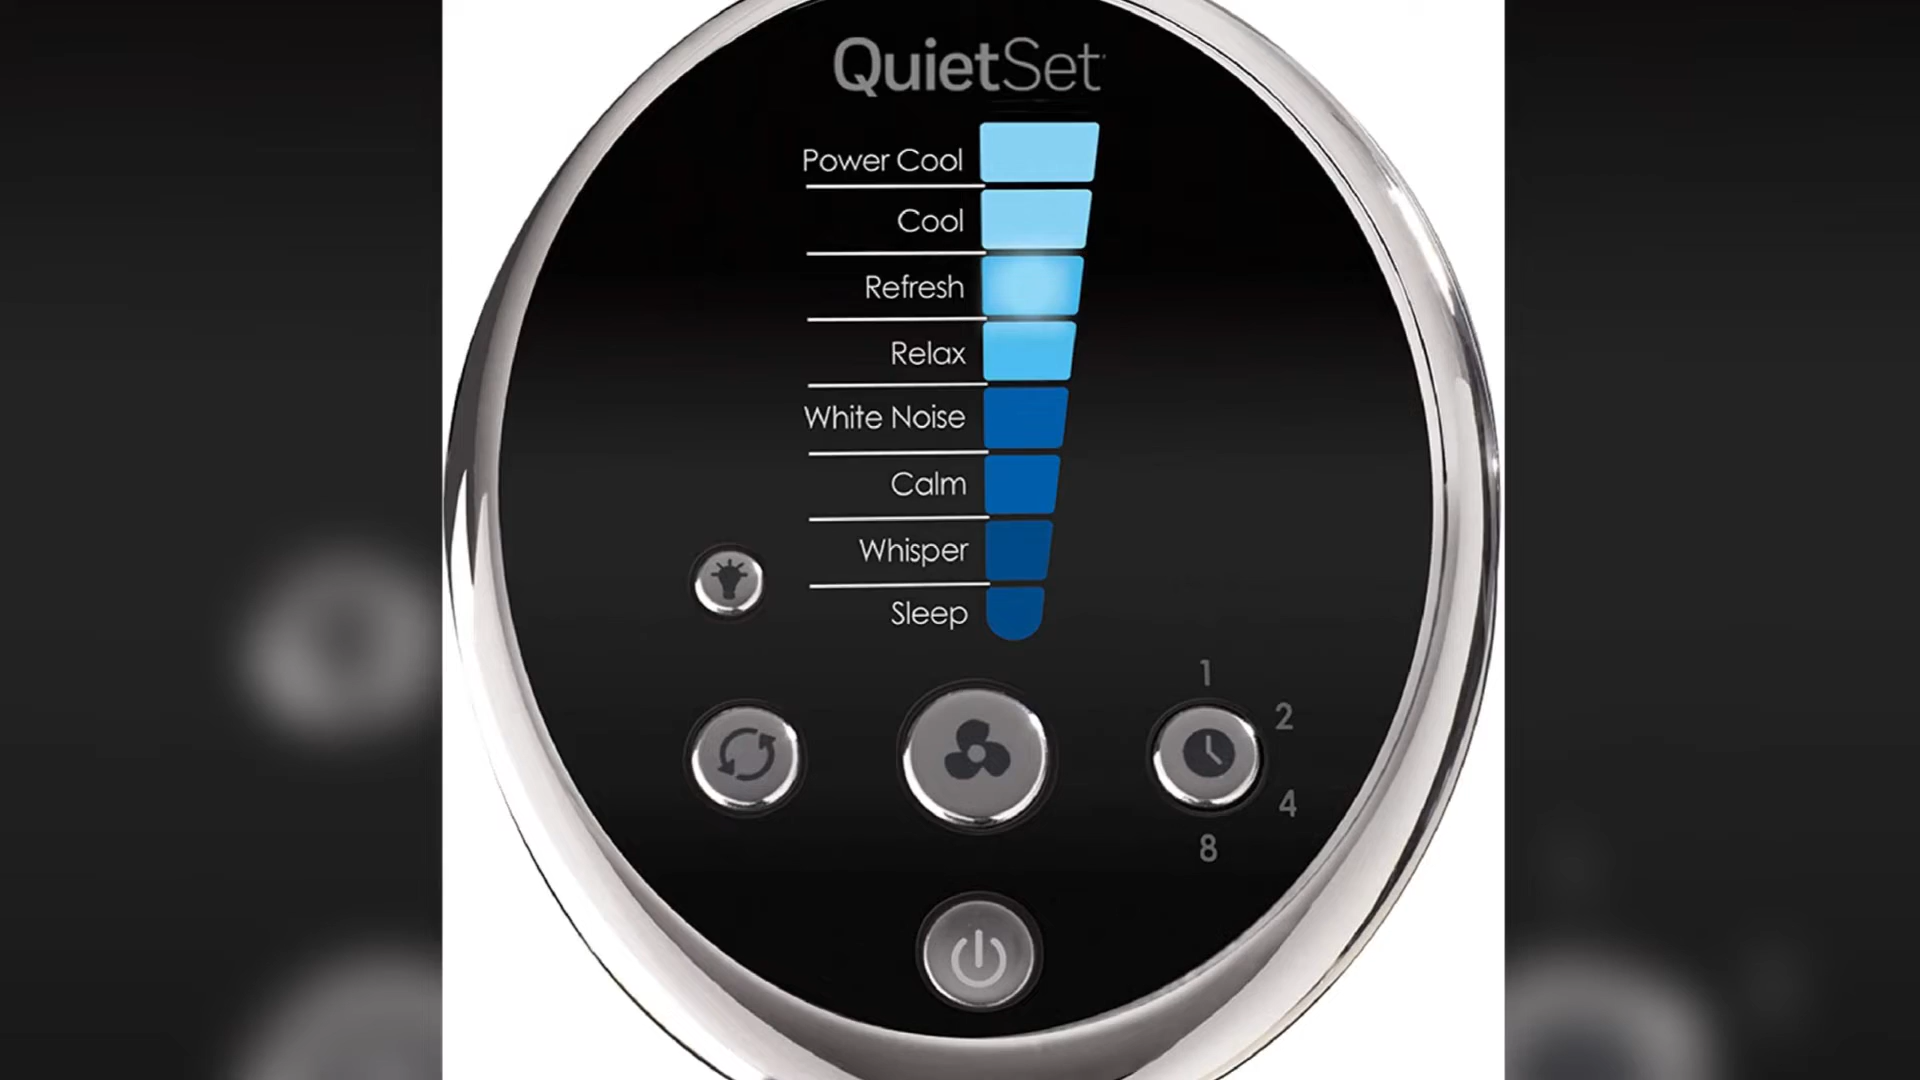 QuietSet
Power Cool
Cool
Refresh
Relax
White Noise
Calm
Whisper
Sleep
1
2
4
8